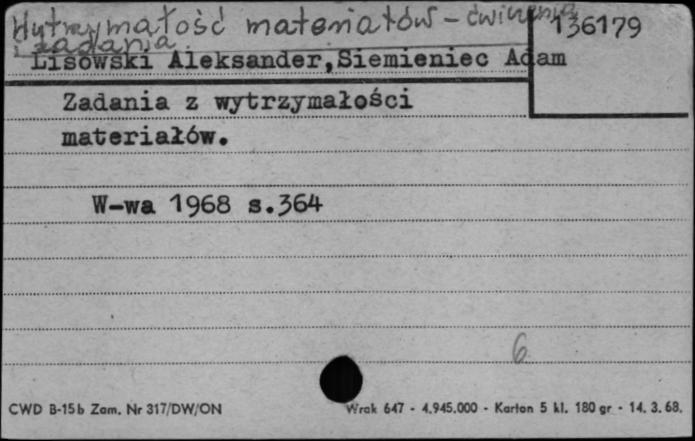 Wytrzymałość materiałów - ćwiczenia
i zadania
136179
Lisowski Aleksander,Siemieniec Adam
Zadania z wytrzymałości
materiałów.
W-wa 1968 s.364
6
CWD B-15b Zam. Nr 317/DW/ON
Wrak 647 - 4.945.000 - Karton 5 kl. 180 gr - 14. 3. 68.